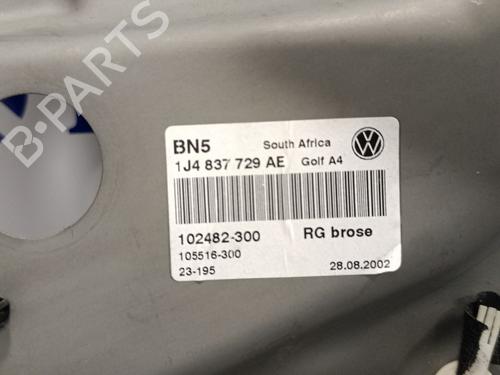 B-PARTS
BN5 South Africa
1J4 837 729 AE Golf A4
102482-300 RG brose
105516-300
23-195 28.08.2002